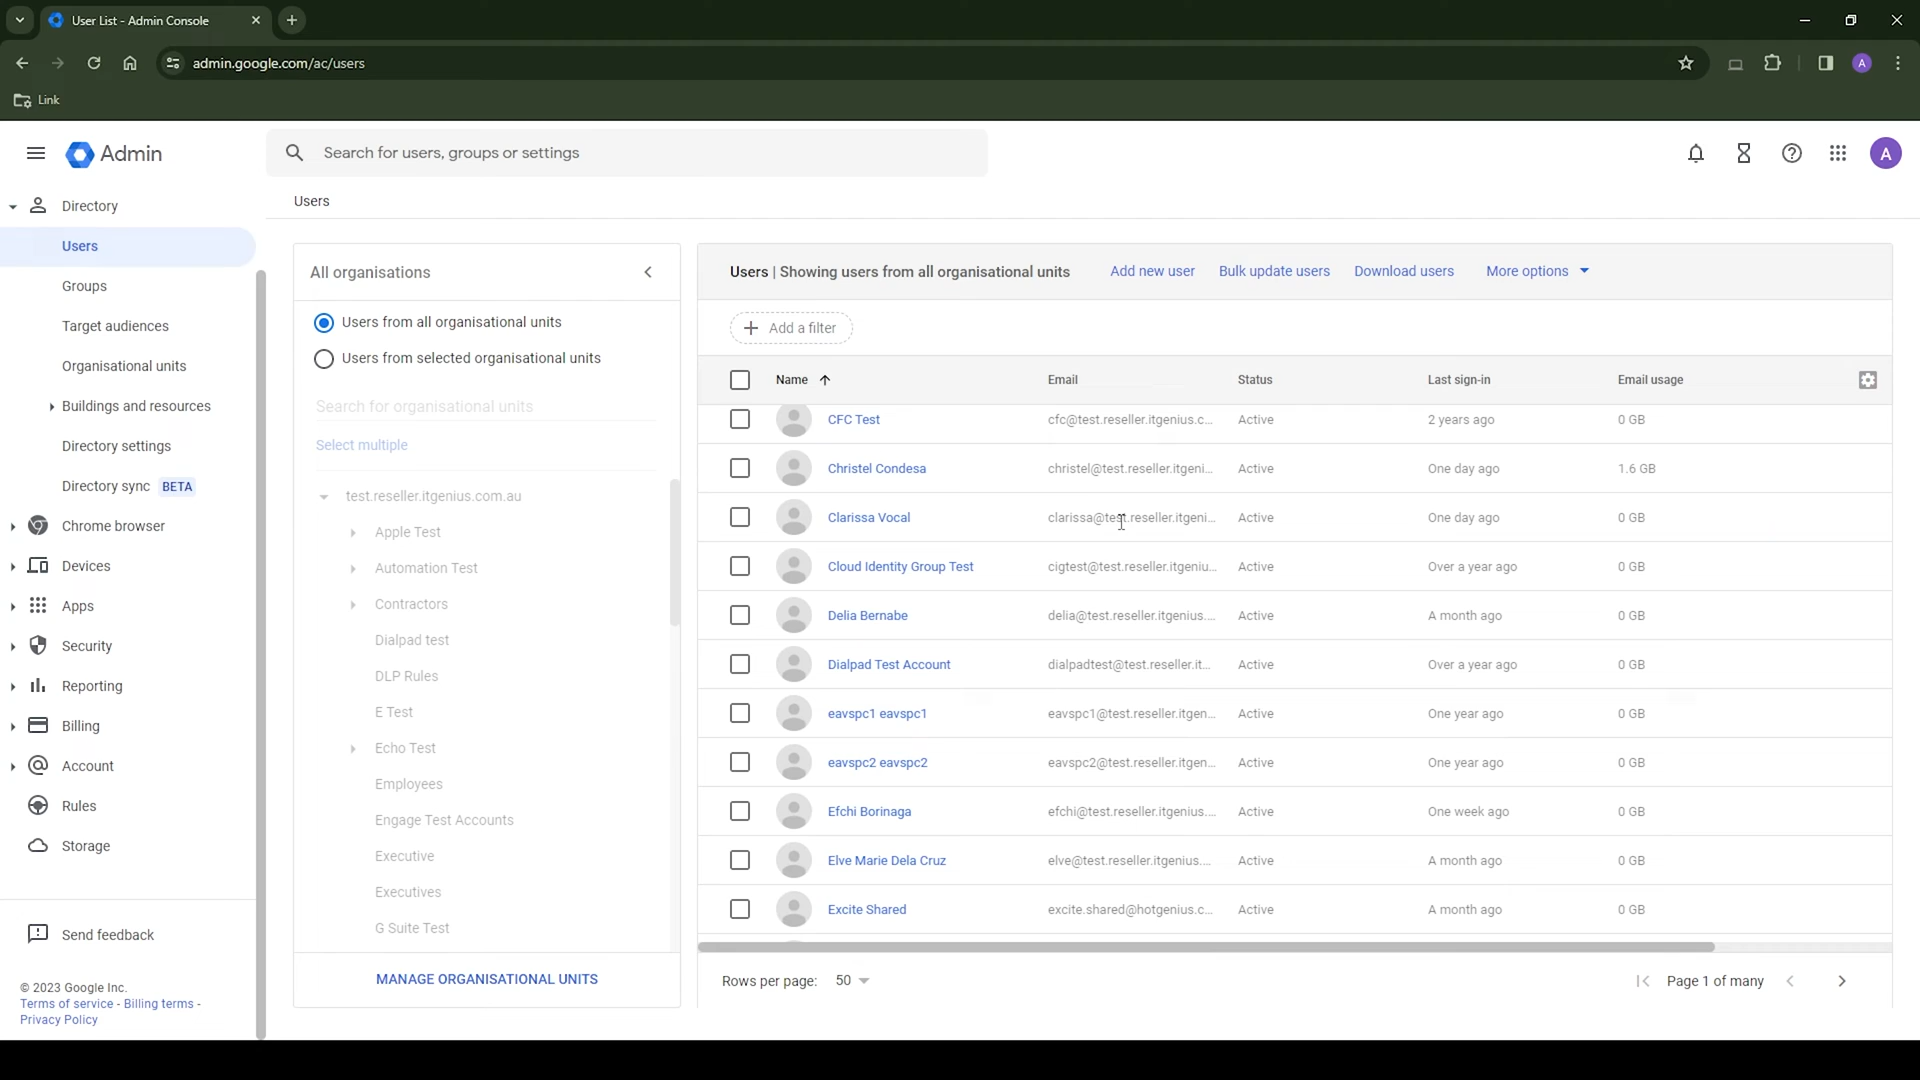 User List - Admin Console
admin.google.com/ac/users
A
Link
Admin
Search for users, groups or settings
A
Directory
Users
Groups
Target audiences
Organisational units
Buildings and resources
Directory settings
Directory sync BETA
Chrome browser
Devices
Apps
Security
Reporting
Billing
Account
Rules
Storage
Send feedback
© 2023 Google Inc.
Terms of service - Billing terms -
Privacy Policy
Users
All organisations
Users from all organisational units
Users from selected organisational units
Search for organisational units
Select multiple
test.reseller.itgenius.com.au
Apple Test
Automation Test
Contractors
Dialpad test
DLP Rules
E Test
Echo Test
Employees
Engage Test Accounts
Executive
Executives
G Suite Test
MANAGE ORGANISATIONAL UNITS
Users | Showing users from all organisational units Add new user Bulk update users Download users More options
Add a filter
Name Email Status Last sign-in Email usage
CFC Test cfc@test.reseller.itgenius.c... Active 2 years ago 0 GB
Christel Condesa christel@test.reseller.itgeni... Active One day ago 1.6 GB
Clarissa Vocal clarissa@test.reseller.itgeni... Active One day ago 0 GB
Cloud Identity Group Test cigtest@test.reseller.itgeniu... Active Over a year ago 0 GB
Delia Bernabe delia@test.reseller.itgenius.... Active A month ago 0 GB
Dialpad Test Account dialpadtest@test.reseller.it... Active Over a year ago 0 GB
eavspc1 eavspc1 eavspc1@test.reseller.itgen... Active One year ago 0 GB
eavspc2 eavspc2 eavspc2@test.reseller.itgen... Active One year ago 0 GB
Efchi Borinaga efchi@test.reseller.itgenius.... Active One week ago 0 GB
Elve Marie Dela Cruz elve@test.reseller.itgenius.... Active A month ago 0 GB
Excite Shared excite.shared@hotgenius.c... Active A month ago 0 GB
Rows per page: 50 Page 1 of many